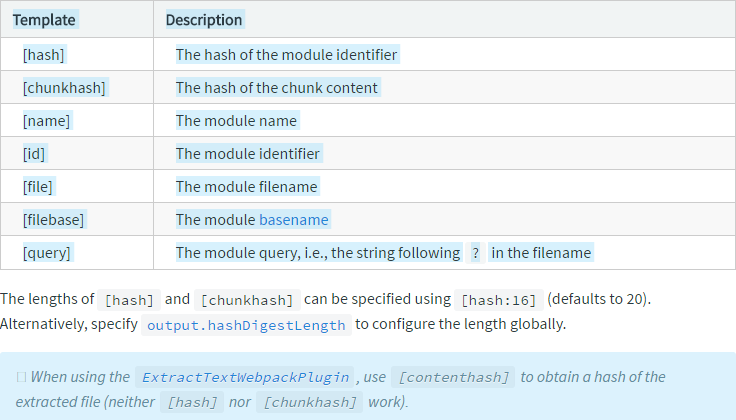 Template Description
[hash] The hash of the module identifier
[chunkhash] The hash of the chunk content
[name] The module name
[id] The module identifier
[file] The module filename
[filebase] The module basename
[query] The module query, i.e., the string following ? in the filename
The lengths of [hash] and [chunkhash] can be specified using [hash:16] (defaults to 20).
Alternatively, specify output.hashDigestLength to configure the length globally.
When using the ExtractTextWebpackPlugin, use [contenthash] to obtain a hash of the
extracted file (neither [hash] nor [chunkhash] work).